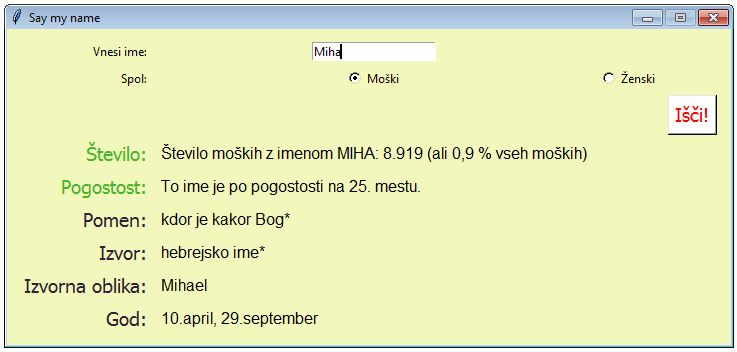 Say my name
Vnesi ime: Miha
Spol: Moški Ženski
Išči!
Število: Število moških z imenom MIHA: 8.919 (ali 0,9 % vseh moških)
Pogostost: To ime je po pogostosti na 25. mestu.
Pomen: kdor je kakor Bog*
Izvor: hebrejsko ime*
Izvorna oblika: Mihael
God: 10.april, 29.september